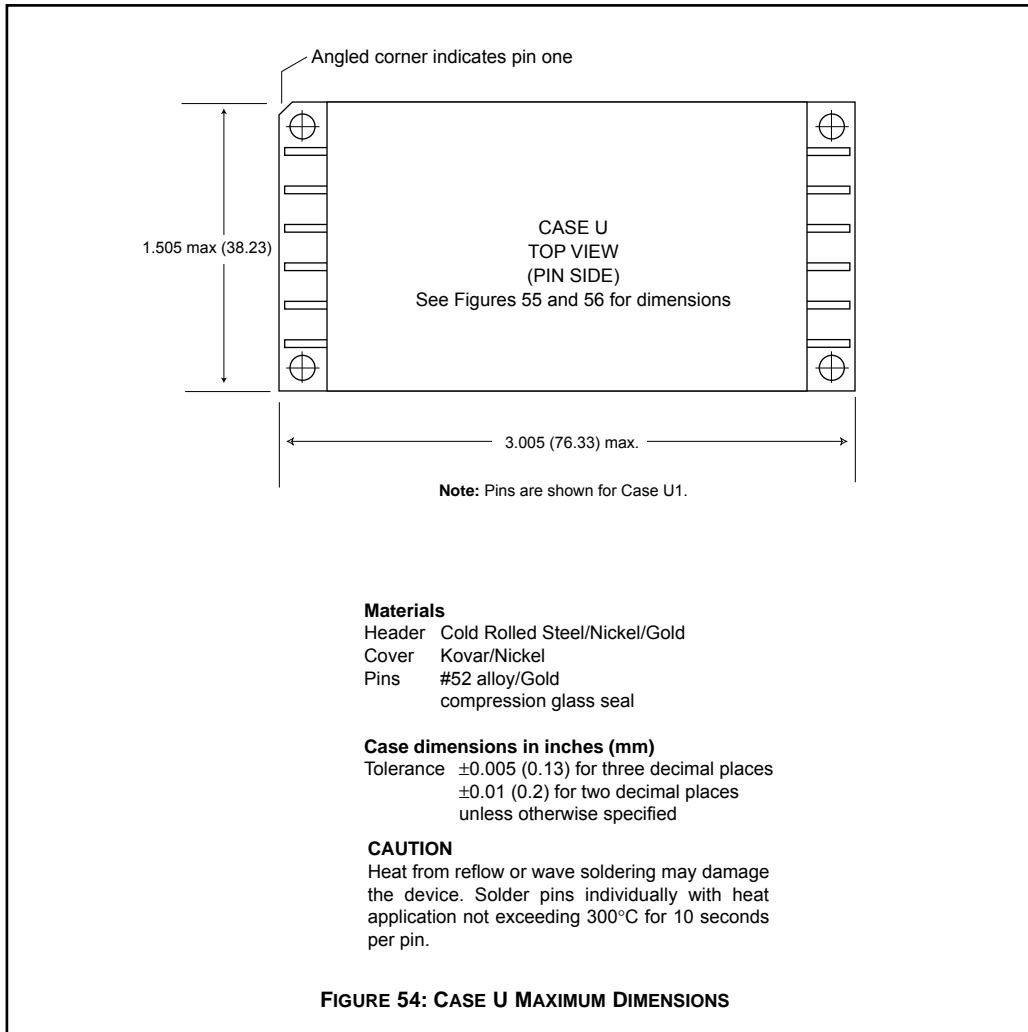 Angled corner indicates pin one
1.505 max (38.23)
CASE U
TOP VIEW
(PIN SIDE)
See Figures 55 and 56 for dimensions
3.005 (76.33) max.
Note: Pins are shown for Case U1.
Materials
Header Cold Rolled Steel/Nickel/Gold
Cover Kovar/Nickel
Pins #52 alloy/Gold
compression glass seal
Case dimensions in inches (mm)
Tolerance ±0.005 (0.13) for three decimal places
±0.01 (0.2) for two decimal places
unless otherwise specified
CAUTION
Heat from reflow or wave soldering may damage
the device. Solder pins individually with heat
application not exceeding 300°C for 10 seconds
per pin.
FIGURE 54: CASE U MAXIMUM DIMENSIONS